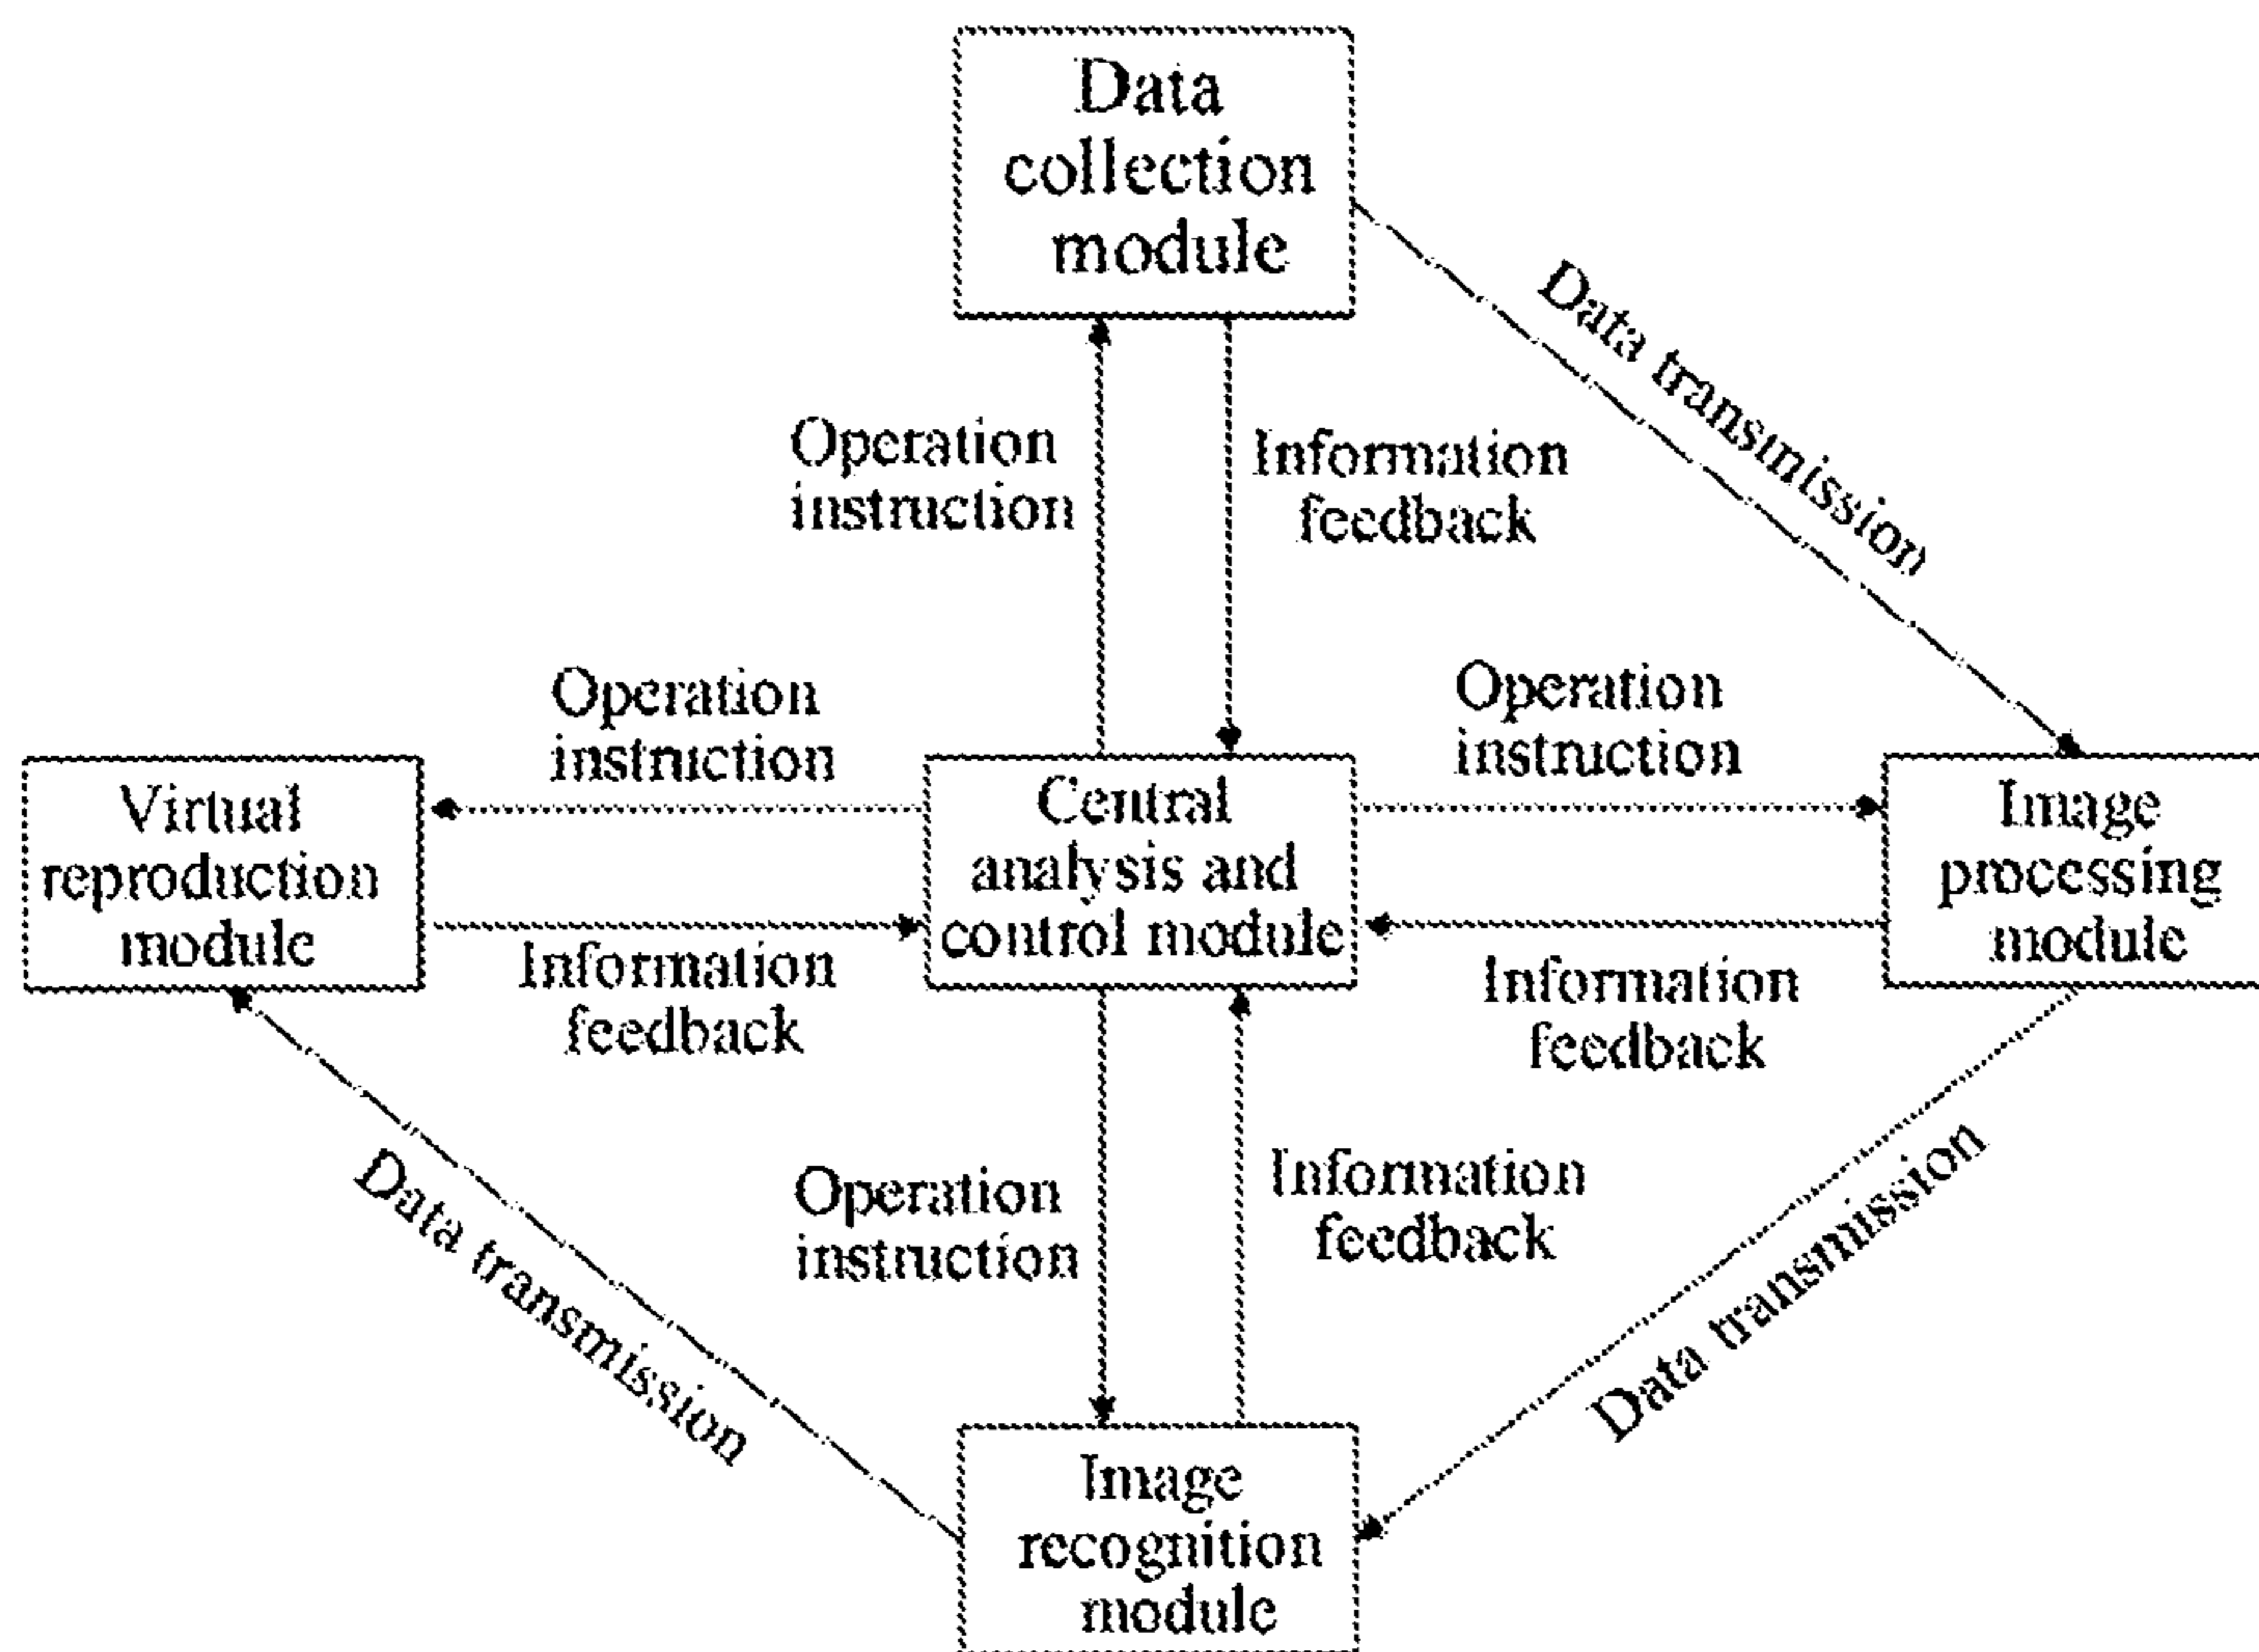 Data
collection
module
Data transmission
Operation
instruction
Information
feedback
Operation
instruction
Operation
instruction
Virtual
reproduction
module
Central
analysis and
control module
Image
processing
module
Information
feedback
Information
feedback
Data transmission
Operation
instruction
Information
feedback
Data transmission
Image
recognition
module